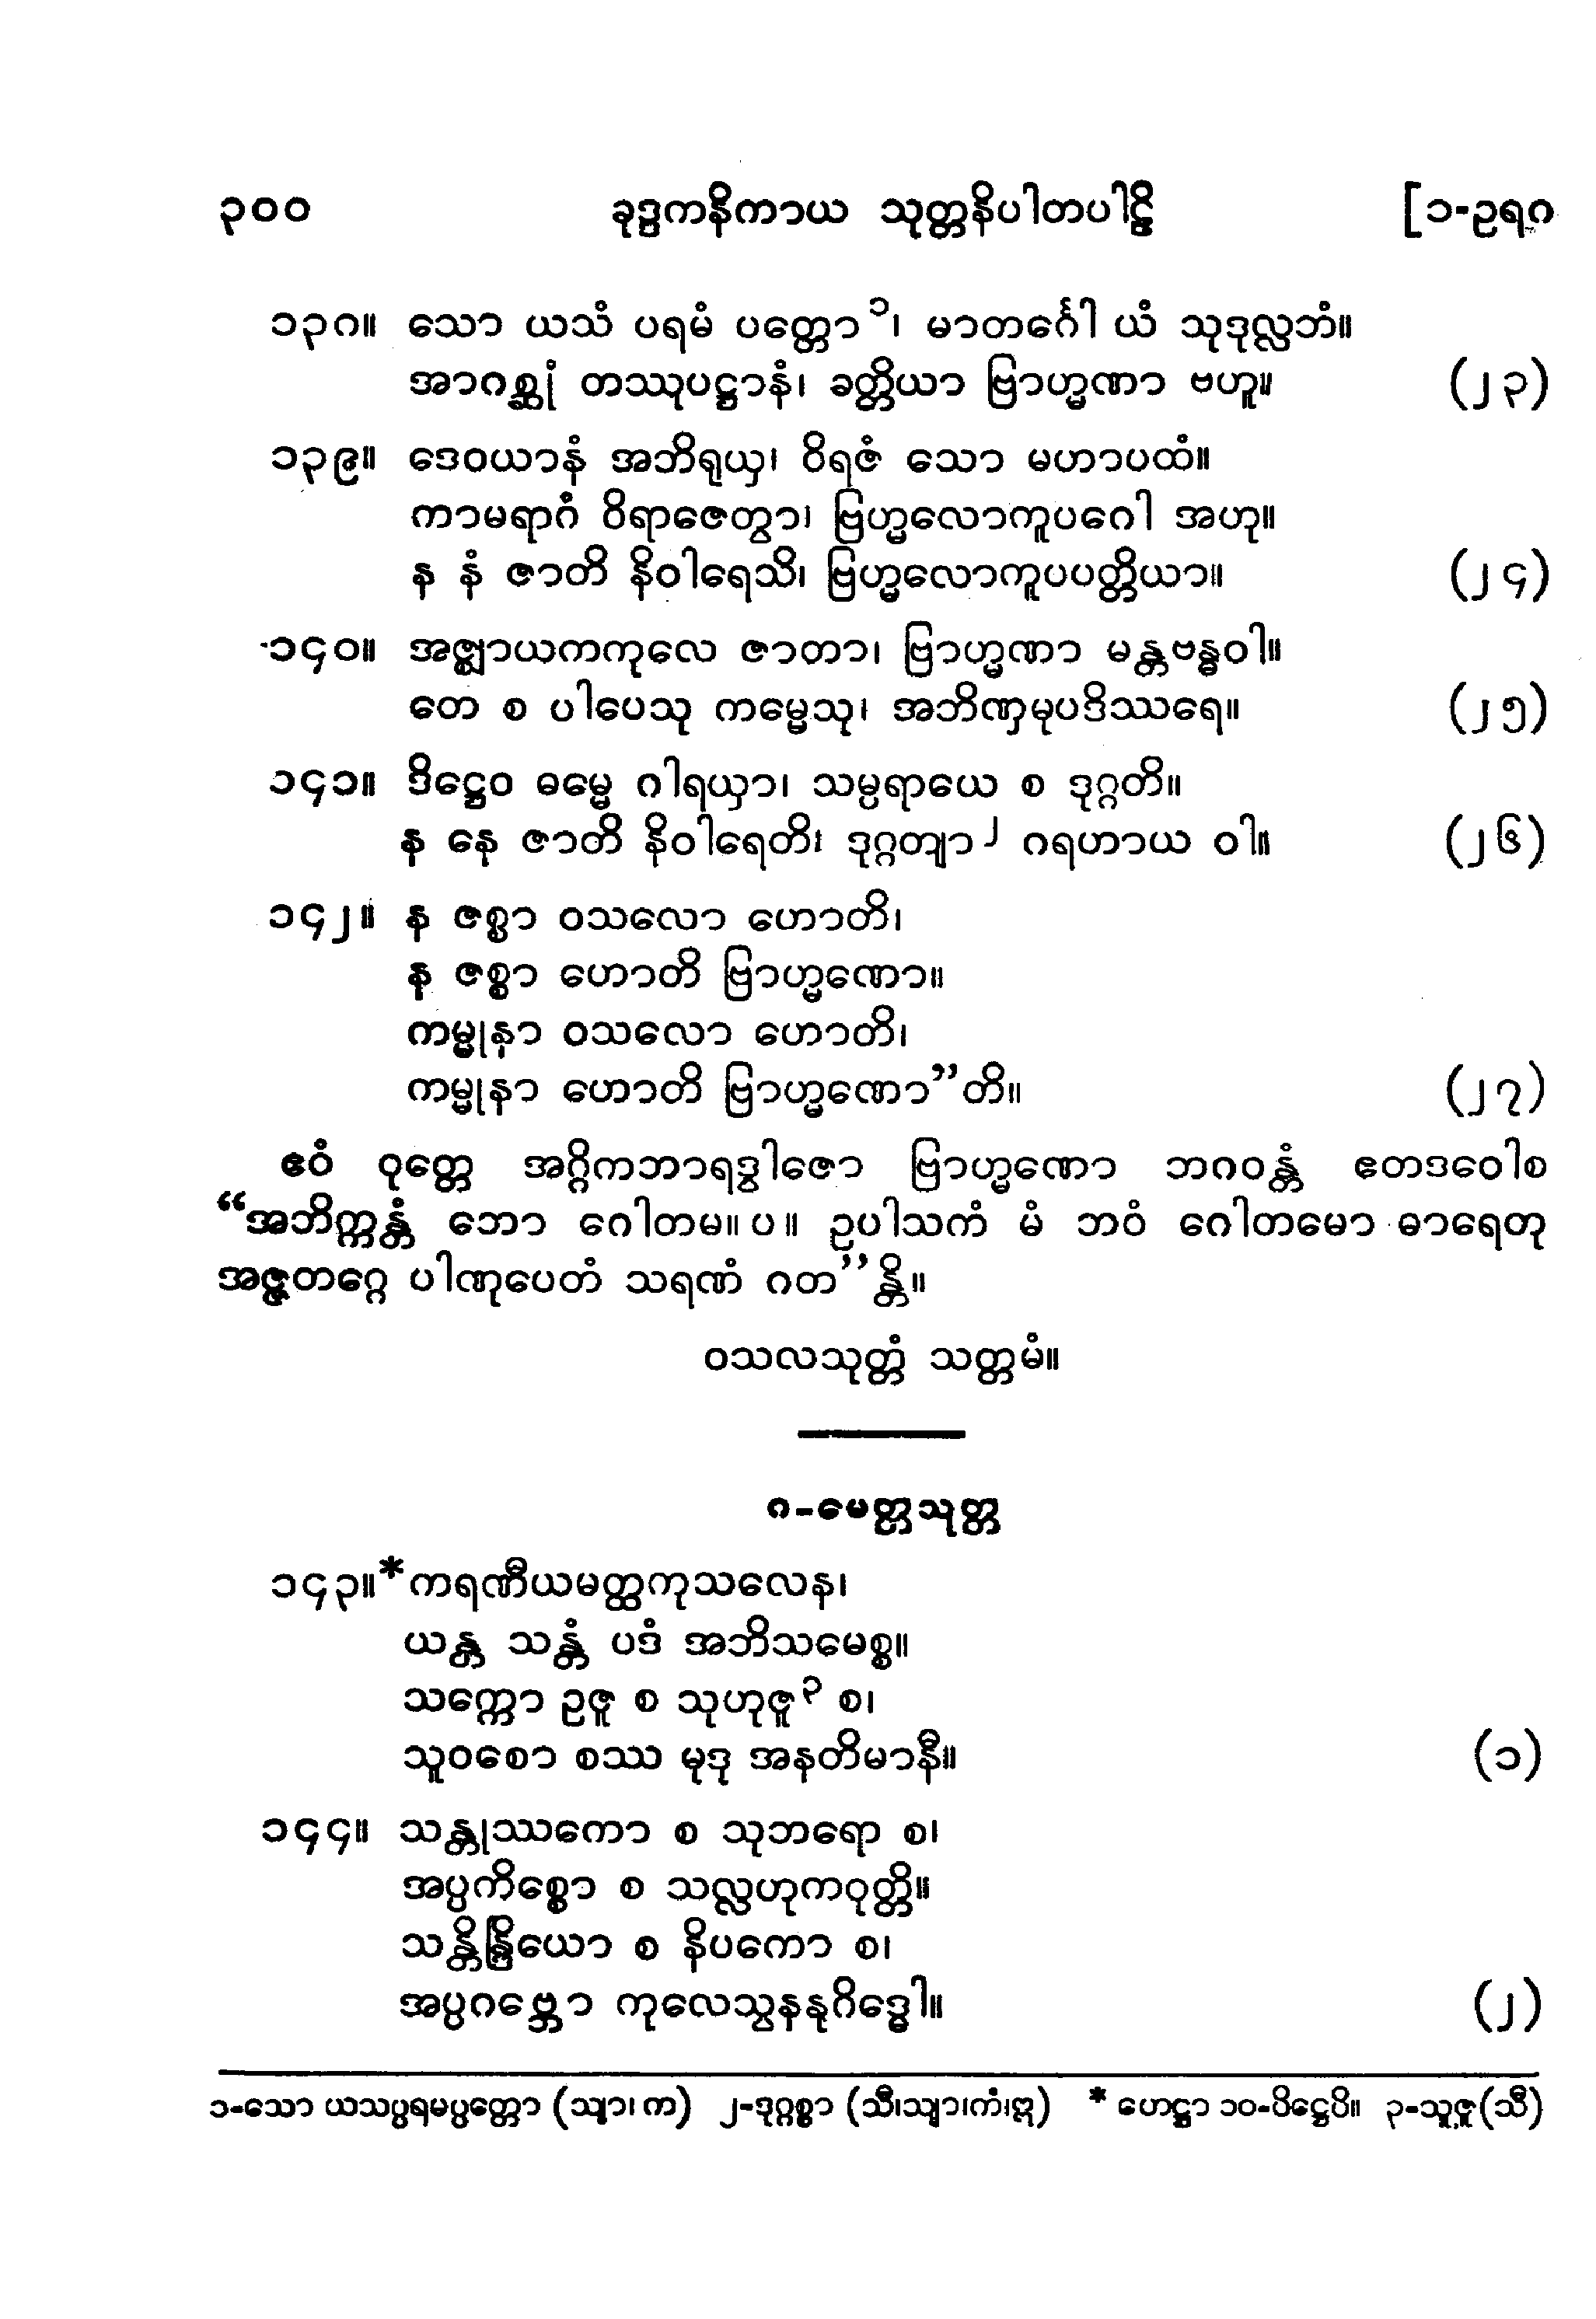 ၃၀၀ ခုဒ္ဒကနိကာယ သုတ္တနိပါတပါဠိ [၁-ဥရဂ
၁၃၈။ သော ယသံ ပရမံ ပတ္တော၁၊ မာတင်္ဂေါ ယံ သုဒုလ္လဘံ။
အာဂစ္ဆုံ တဿုပဋ္ဌာနံ၊ ခတ္တိယာ ဗြာဟ္မဏာ ဗဟူ။ (၂၃)
၁၃၉။ ဒေဝယာနံ အဘိရုယှ၊ ဝိရဇံ သော မဟာပထံ။
ကာမရာဂံ ဝိရာဇေတွာ၊ ဗြဟ္မလောကူပဂေါ အဟု။
န နံ ဇာတိ နိဝါရေသိ၊ ဗြဟ္မလောကူပပတ္တိယာ။ (၂၄)
၁၄၀။ အဇ္ဈာယကကုလေ ဇာတာ၊ ဗြာဟ္မဏာ မန္တဗန္ဓဝါ။
တေ စ ပါပေသု ကမ္မေသု၊ အဘိဏှမုပဒိဿရေ။ (၂၅)
၁၄၁။ ဒိဋ္ဌေဝ ဓမ္မေ ဂါရယှာ၊ သမ္ပရာယေ စ ဒုဂ္ဂတိ။
န နေ ဇာတိ နိဝါရေတိ၊ ဒုဂ္ဂတျာ၂ ဂရဟာယ ဝါ။ (၂၆)
၁၄၂။ န ဇစ္စာ ဝသလော ဟောတိ၊
န ဇစ္စာ ဟောတိ ဗြာဟ္မဏော။
ကမ္မုနာ ဝသလော ဟောတိ၊
ကမ္မုနာ ဟောတိ ဗြာဟ္မဏော”တိ။ (၂၇)
ဧဝံ ဝုတ္တေ အဂ္ဂိကဘာရဒွါဇော ဗြာဟ္မဏော ဘဂဝန္တံ ဧတဒဝေါစ
“အဘိက္ကန္တံ ဘော ဂေါတမ။ ပ။ ဥပါသကံ မံ ဘဝံ ဂေါတမော ဓာရေတု
အဇ္ဇတဂ္ဂေ ပါဏုပေတံ သရဏံ ဂတ”န္တိ။
ဝသလသုတ္တံ သတ္တမံ။
၈-မေတ္တသုတ္တ
၁၄၃။*ကရဏီယမတ္ထကုသလေန၊
ယန္တ သန္တံ ပဒံ အဘိသမေစ္စ။
သက္ကော ဥဇူ စ သုဟုဇူ၃ စ၊
သူဝစော စဿ မုဒု အနတိမာနီ။ (၁)
၁၄၄။ သန္တုဿကော စ သုဘရော စ၊
အပ္ပကိစ္စော စ သလ္လဟုကဝုတ္တိ။
သန္တိန္ဒြိယော စ နိပကော စ၊
အပ္ပဂဗ္ဘော ကုလေသွနနုဂိဒ္ဓေါ။ (၂)
၁-သော ယသပ္ပရမပ္ပတ္တော (သျာ၊ က) ၂-ဒုဂ္ဂစ္စာ (သီ၊သျာ၊ကံ၊ဣ) * ဟေဋ္ဌာ ၁၀-ပိဋ္ဌေပိ။ ၃-သူဇူ(သီ)